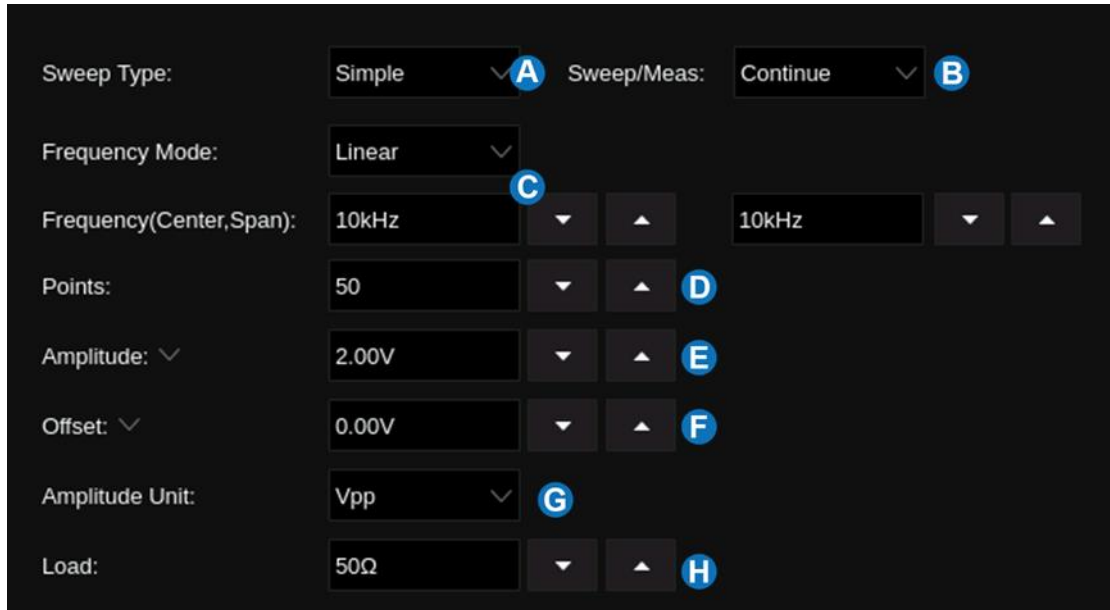 Sweep Type: Simple A Sweep/Meas: Continue B
Frequency Mode: Linear
C
Frequency(Center,Span): 10kHz 10kHz
Points: 50 D
Amplitude: 2.00V E
Offset: 0.00V F
Amplitude Unit: Vpp G
Load: 50Ω H